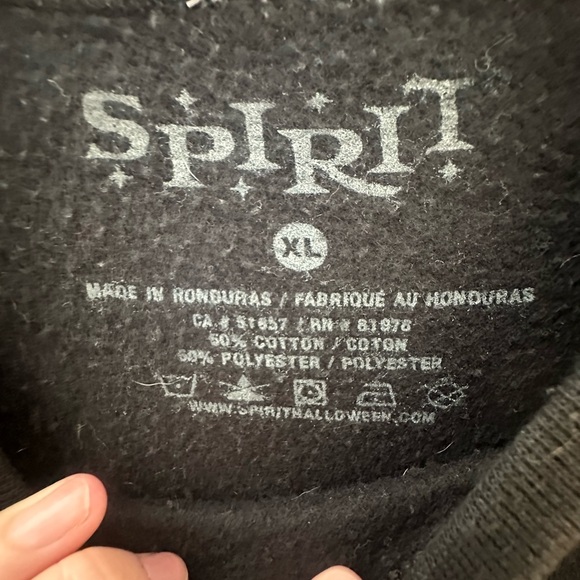 SPIRIT
XL
MADE IN HONDURAS / FABRIQUÉ AU HONDURAS
CA # 51657 / RN # 81976
50% COTTON / COTON
50% POLYESTER / POLYESTER
WWW.SPIRITHALLOWEEN.COM